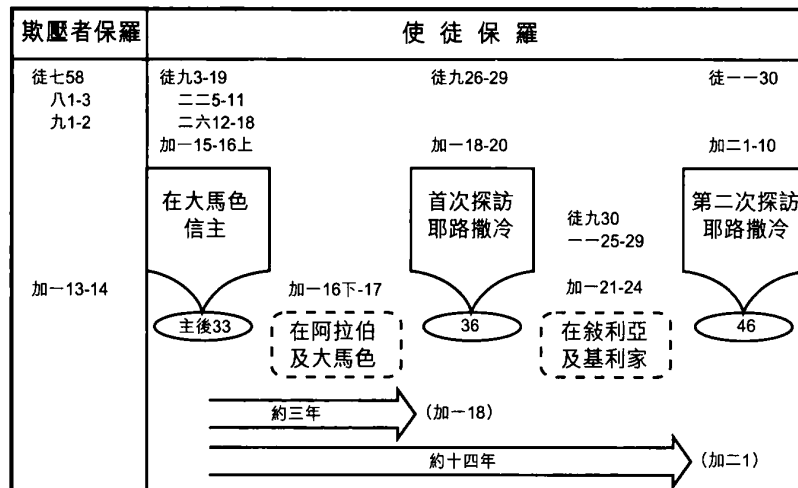 欺壓者保羅
使徒保羅
徒七58
八1-3
九1-2
徒九3-19
二二5-11
二六12-18
加一15-16上
徒九26-29
加一18-20
徒一一30
加二1-10
在大馬色
信主
首次探訪
耶路撒冷
徒九30
一一25-29
第二次探訪
耶路撒冷
加一13-14
加一16下-17
加一21-24
主後33
在阿拉伯
及大馬色
36
在敍利亞
及基利家
46
約三年
(加一18)
約十四年
(加二1)